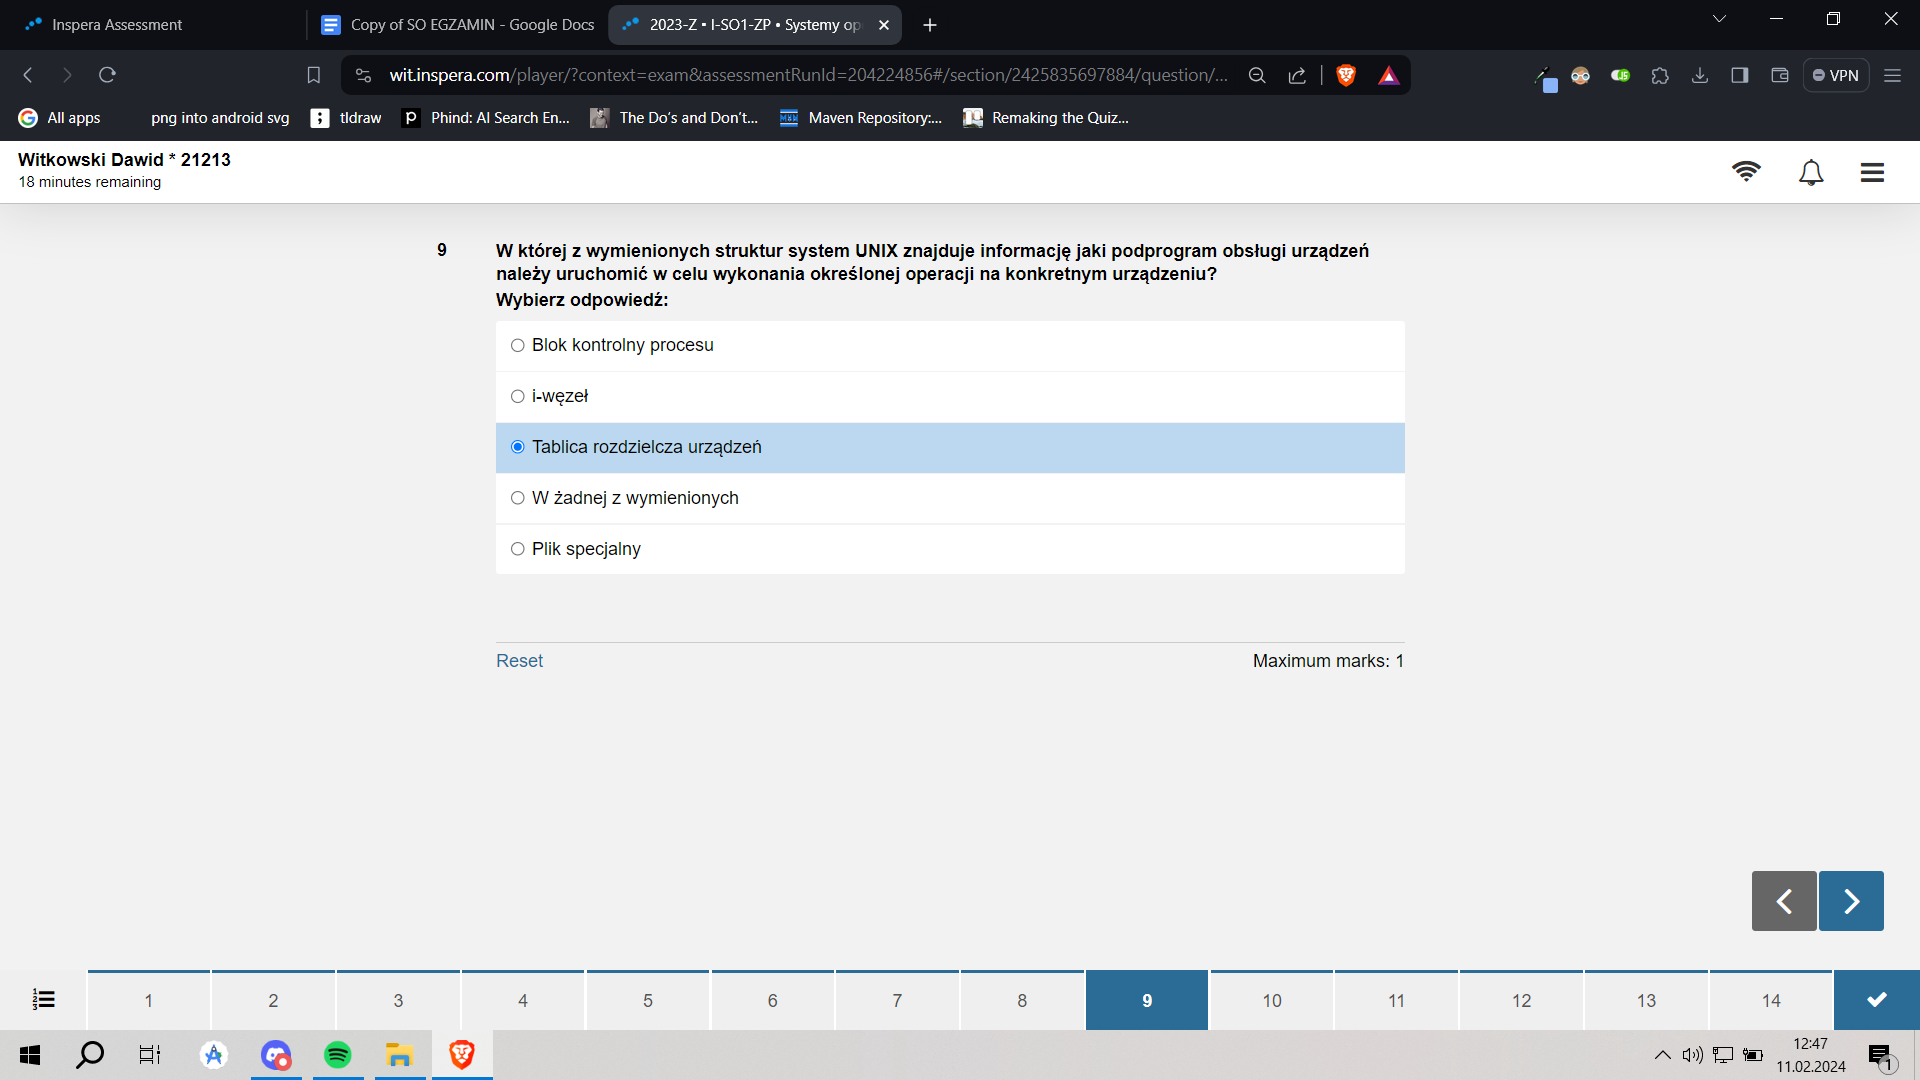 Inspera Assessment
Copy of SO EGZAMIN - Google Docs
2023-Z • I-SO1-ZP • Systemy op
wit.inspera.com/player/?context=exam&assessmentRunId=204224856#/section/2425835697884/question/...
VPN
All apps
png into android svg
tldraw
Phind: AI Search En...
The Do's and Don't...
Maven Repository:...
Remaking the Quiz...
Witkowski Dawid * 21213
18 minutes remaining
9
W której z wymienionych struktur system UNIX znajduje informację jaki podprogram obsługi urządzeń
należy uruchomić w celu wykonania określonej operacji na konkretnym urządzeniu?
Wybierz odpowiedź:
Blok kontrolny procesu
i-węzeł
Tablica rozdzielcza urządzeń
W żadnej z wymienionych
Plik specjalny
Reset
Maximum marks: 1
1 2 3 4 5 6 7 8 9 10 11 12 13 14
12:47
11.02.2024
1